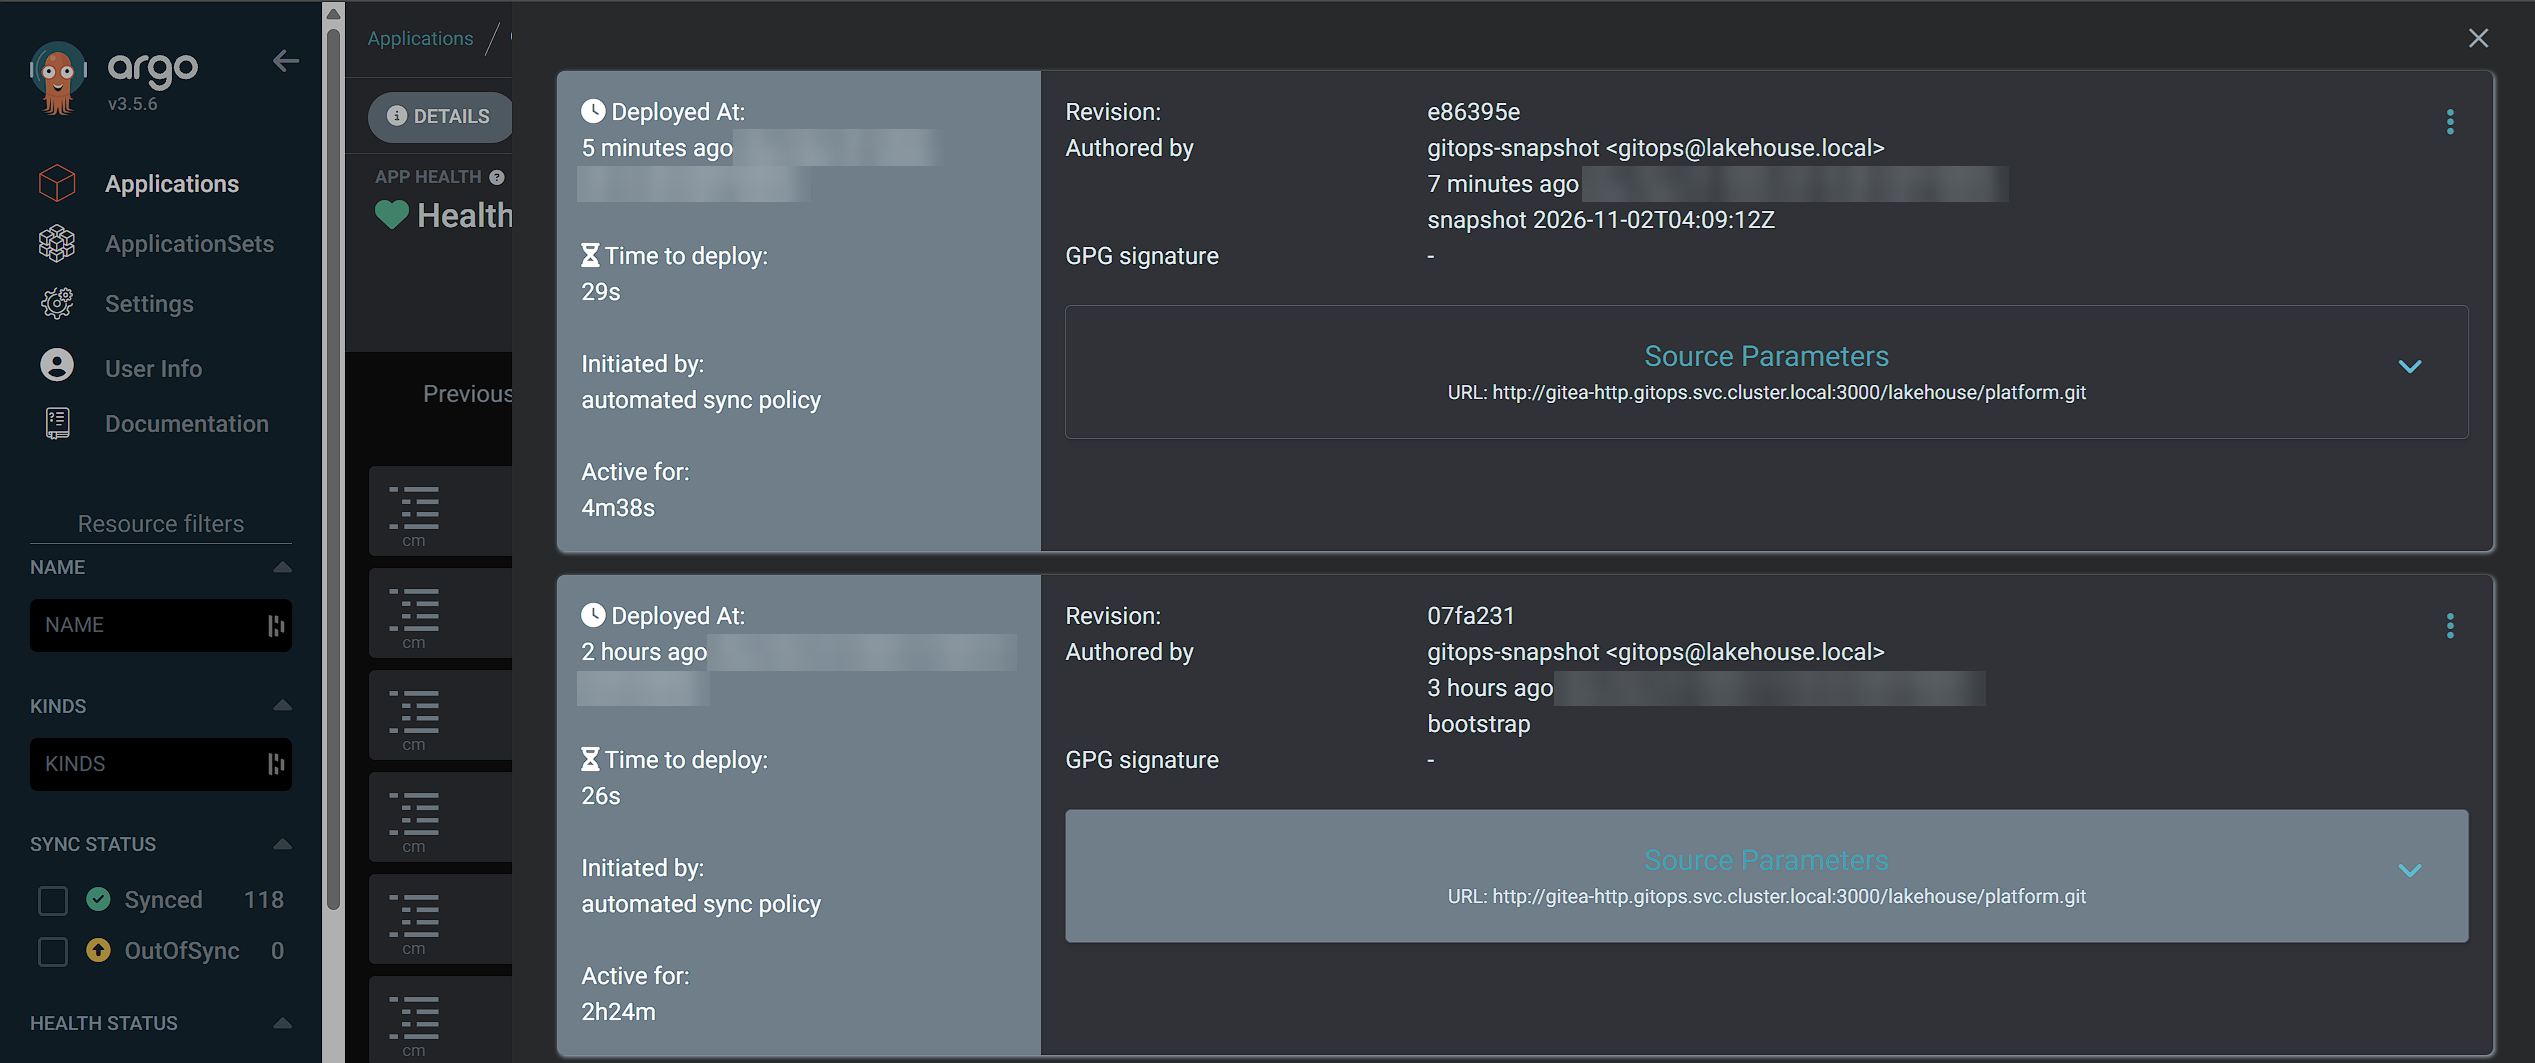 argo
v3.5.6
Applications
ApplicationSets
Settings
User Info
Documentation
Resource filters
NAME
NAME
KINDS
KINDS
SYNC STATUS
Synced 118
OutOfSync 0
HEALTH STATUS
Applications /
DETAILS
APP HEALTH
Health
Previous
cm
cm
cm
cm
cm
cm
Deployed At:
5 minutes ago
Time to deploy:
29s
Initiated by:
automated sync policy
Active for:
4m38s
Revision: e86395e
Authored by gitops-snapshot <gitops@lakehouse.local>
7 minutes ago
snapshot 2026-11-02T04:09:12Z
GPG signature -
Source Parameters
URL: http://gitea-http.gitops.svc.cluster.local:3000/lakehouse/platform.git
Deployed At:
2 hours ago
Time to deploy:
26s
Initiated by:
automated sync policy
Active for:
2h24m
Revision: 07fa231
Authored by gitops-snapshot <gitops@lakehouse.local>
3 hours ago
bootstrap
GPG signature -
Source Parameters
URL: http://gitea-http.gitops.svc.cluster.local:3000/lakehouse/platform.git